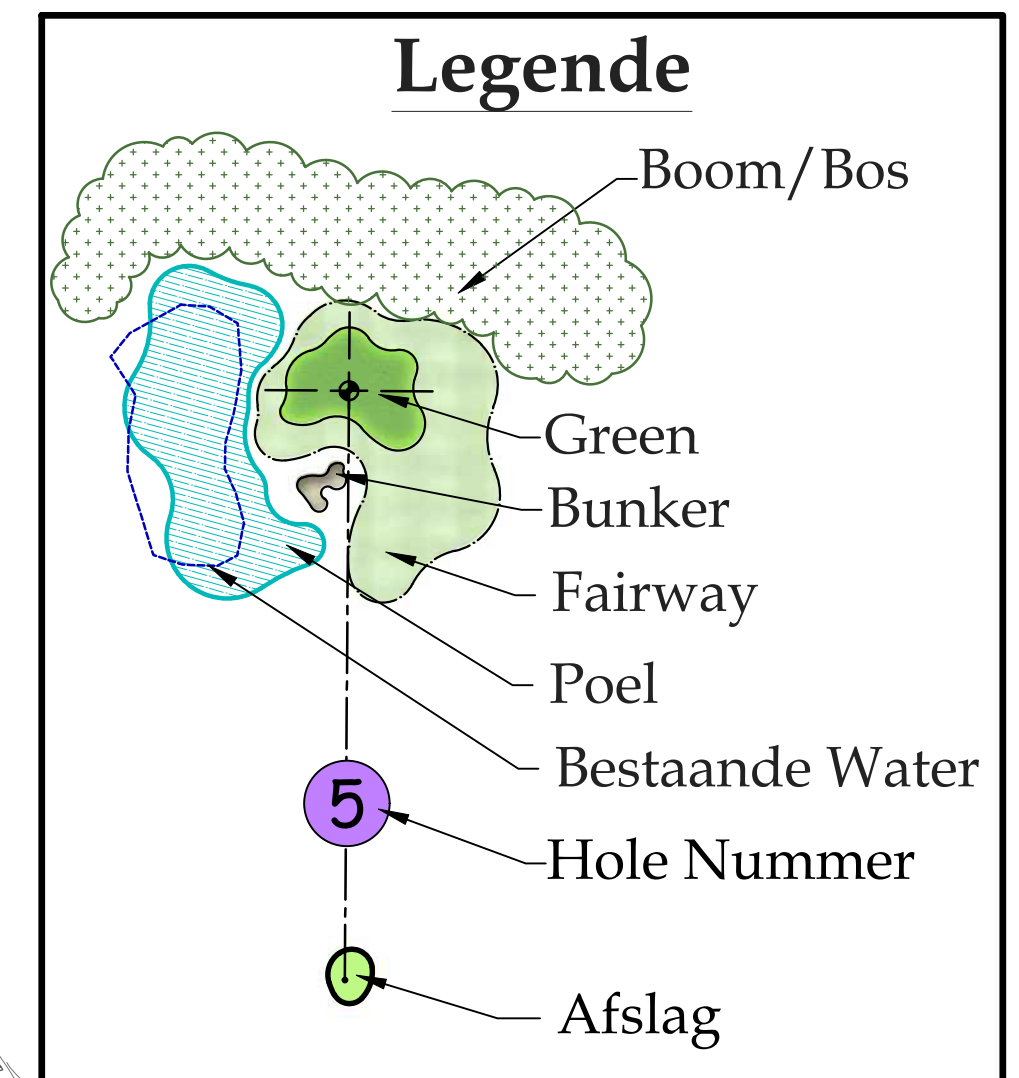 Legende
Boom/Bos
Green
Bunker
Fairway
Poel
Bestaande Water
5
Hole Nummer
Afslag